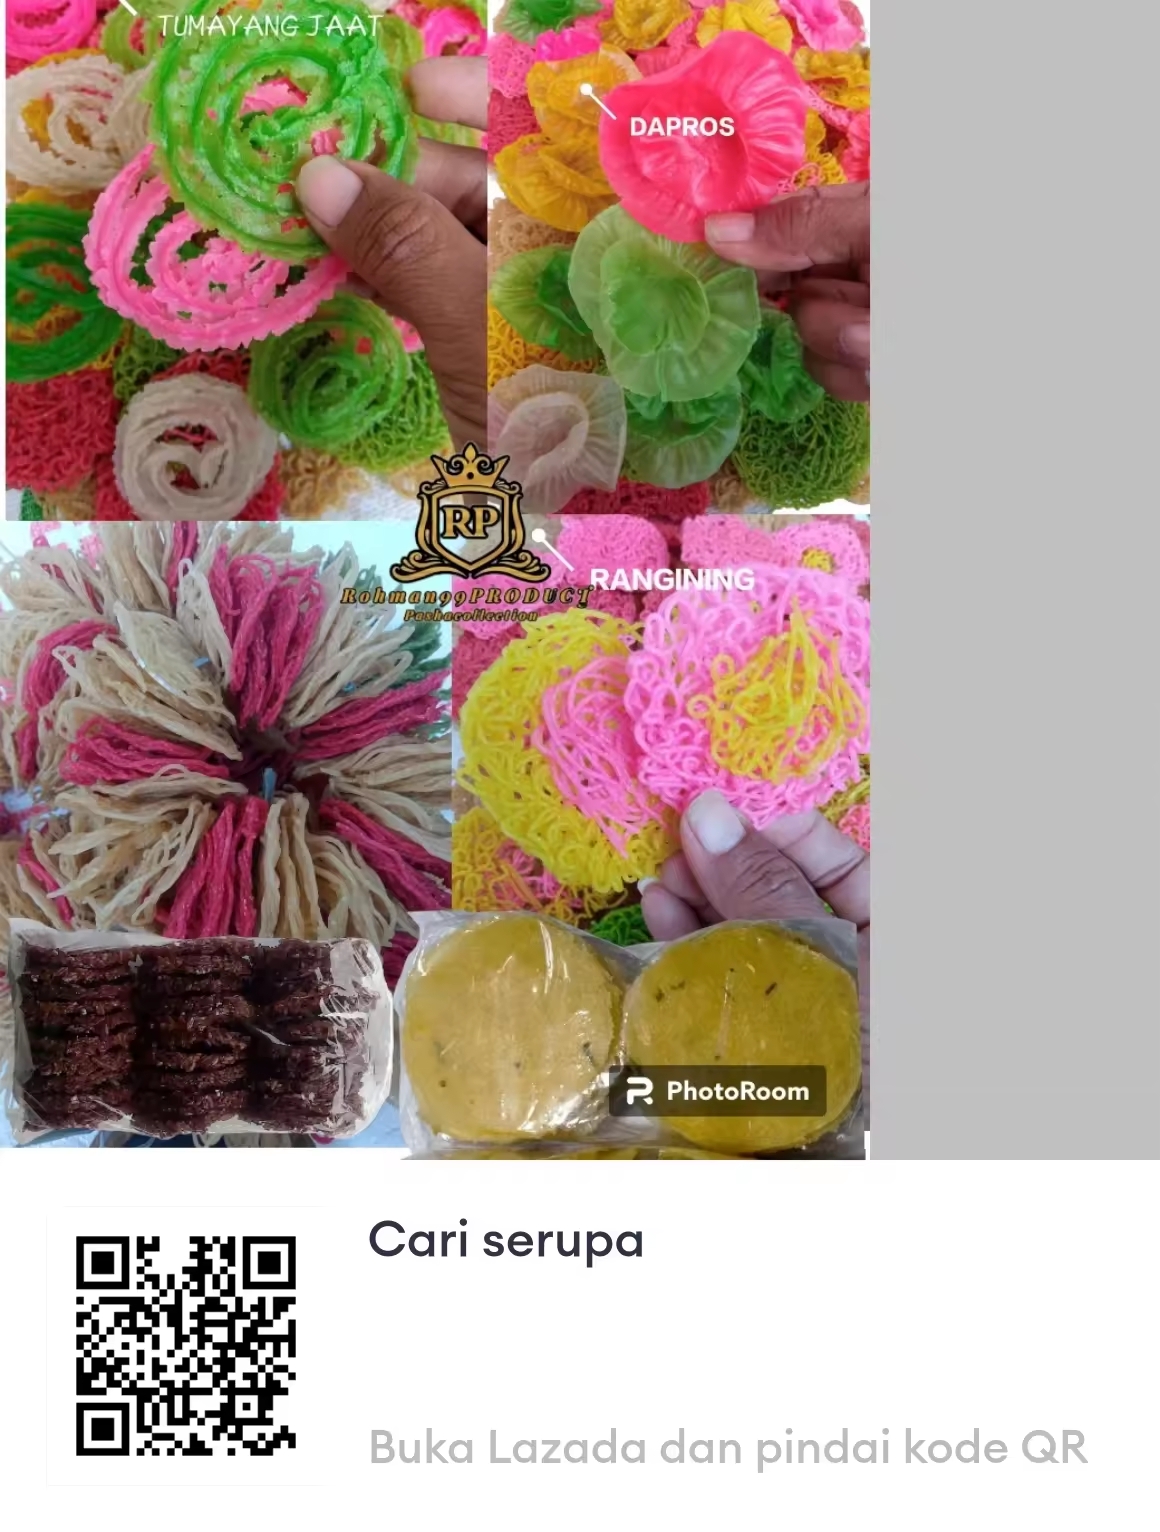 TUMAYANG JAAT
DAPROS
RP
Rohman99PRODUCT
Pashacollection
RANGINING
PhotoRoom
Cari serupa
Buka Lazada dan pindai kode QR